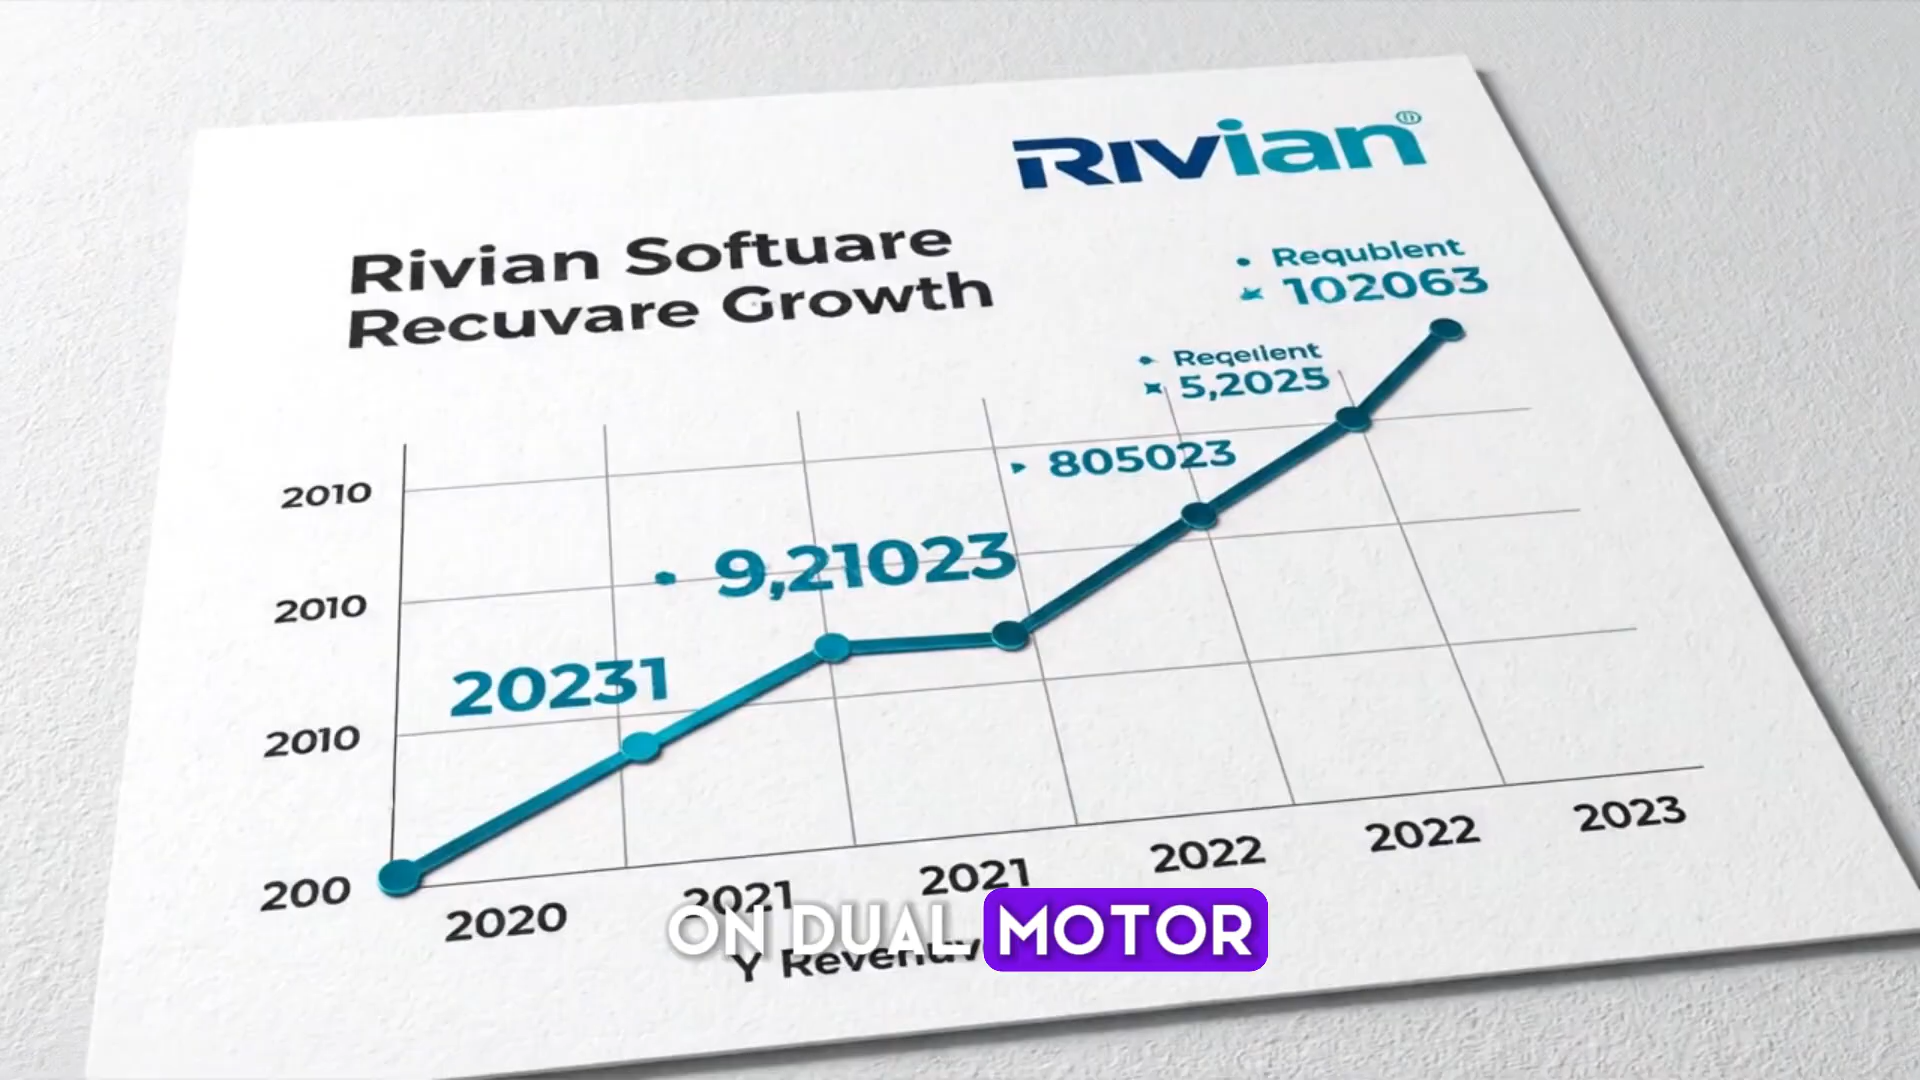 Rivian
Rivian Softuare
Recuvare Growth
Requblent
102063
Reqeilent
5,2025
805023
9,21023
20231
2010
2010
2010
200
2020
2021
2021
2022
2022
2023
ON DUAL MOTOR